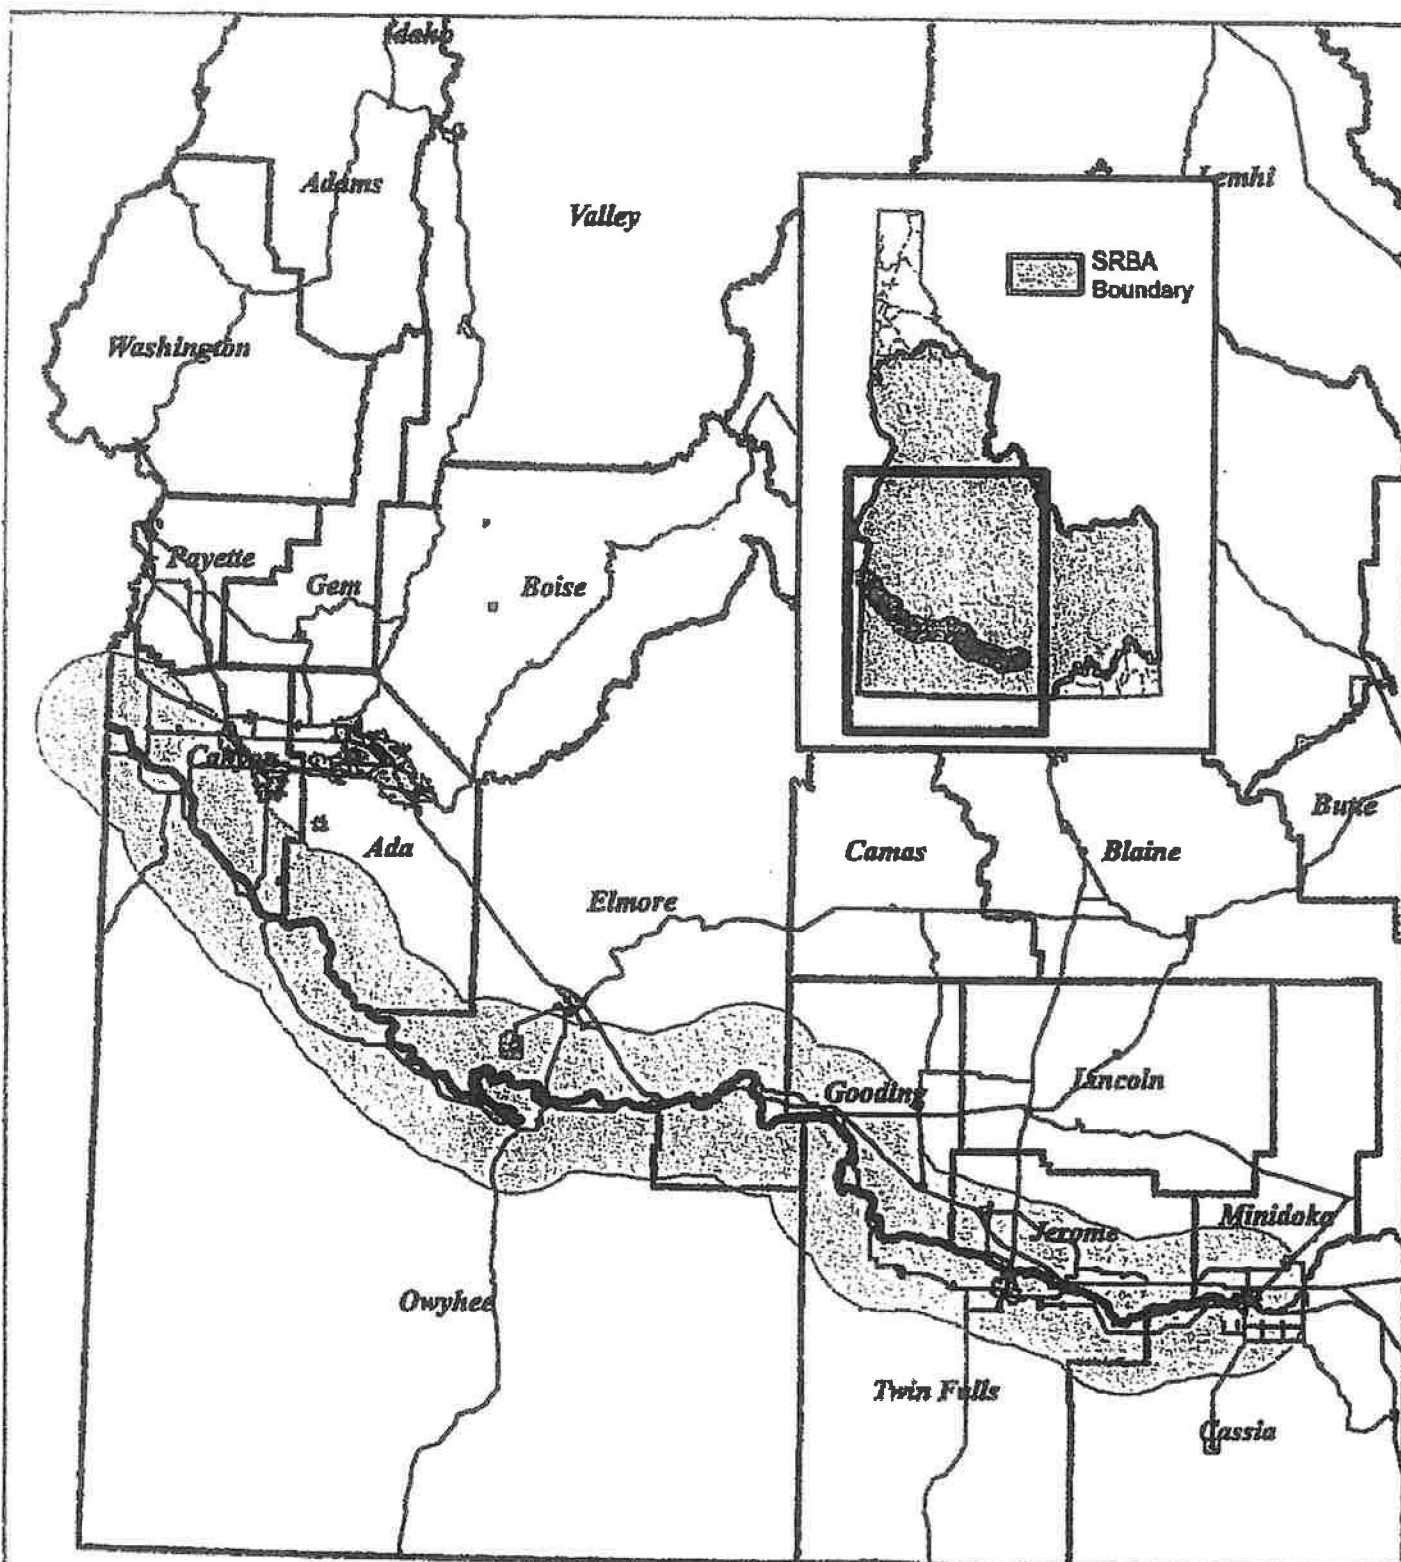 Idaho
Adams
Lemhi
Valley
SRBA
Boundary
Washington
Payette
Gem
Boise
Canyon
Butte
Ada
Camas
Blaine
Elmore
Gooding
Lincoln
Minidoka
Jerome
Owyhee
Twin Falls
Cassia